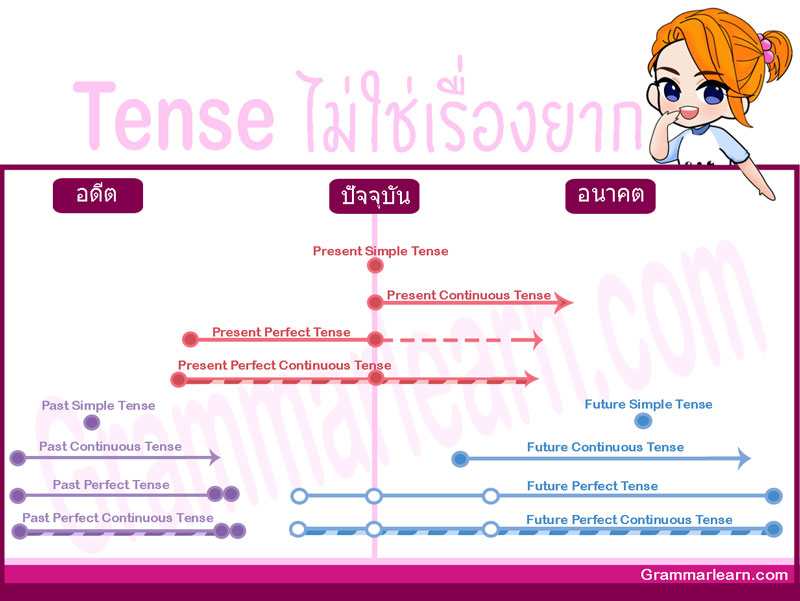 Tense ไม่ใช่เรื่องยาก
อดีต
ปัจจุบัน
อนาคต
Present Simple Tense
Present Continuous Tense
Present Perfect Tense
Present Perfect Continuous Tense
Past Simple Tense
Past Continuous Tense
Past Perfect Tense
Past Perfect Continuous Tense
Future Simple Tense
Future Continuous Tense
Future Perfect Tense
Future Perfect Continuous Tense
Grammarlearn.com
Grammarlearn.com